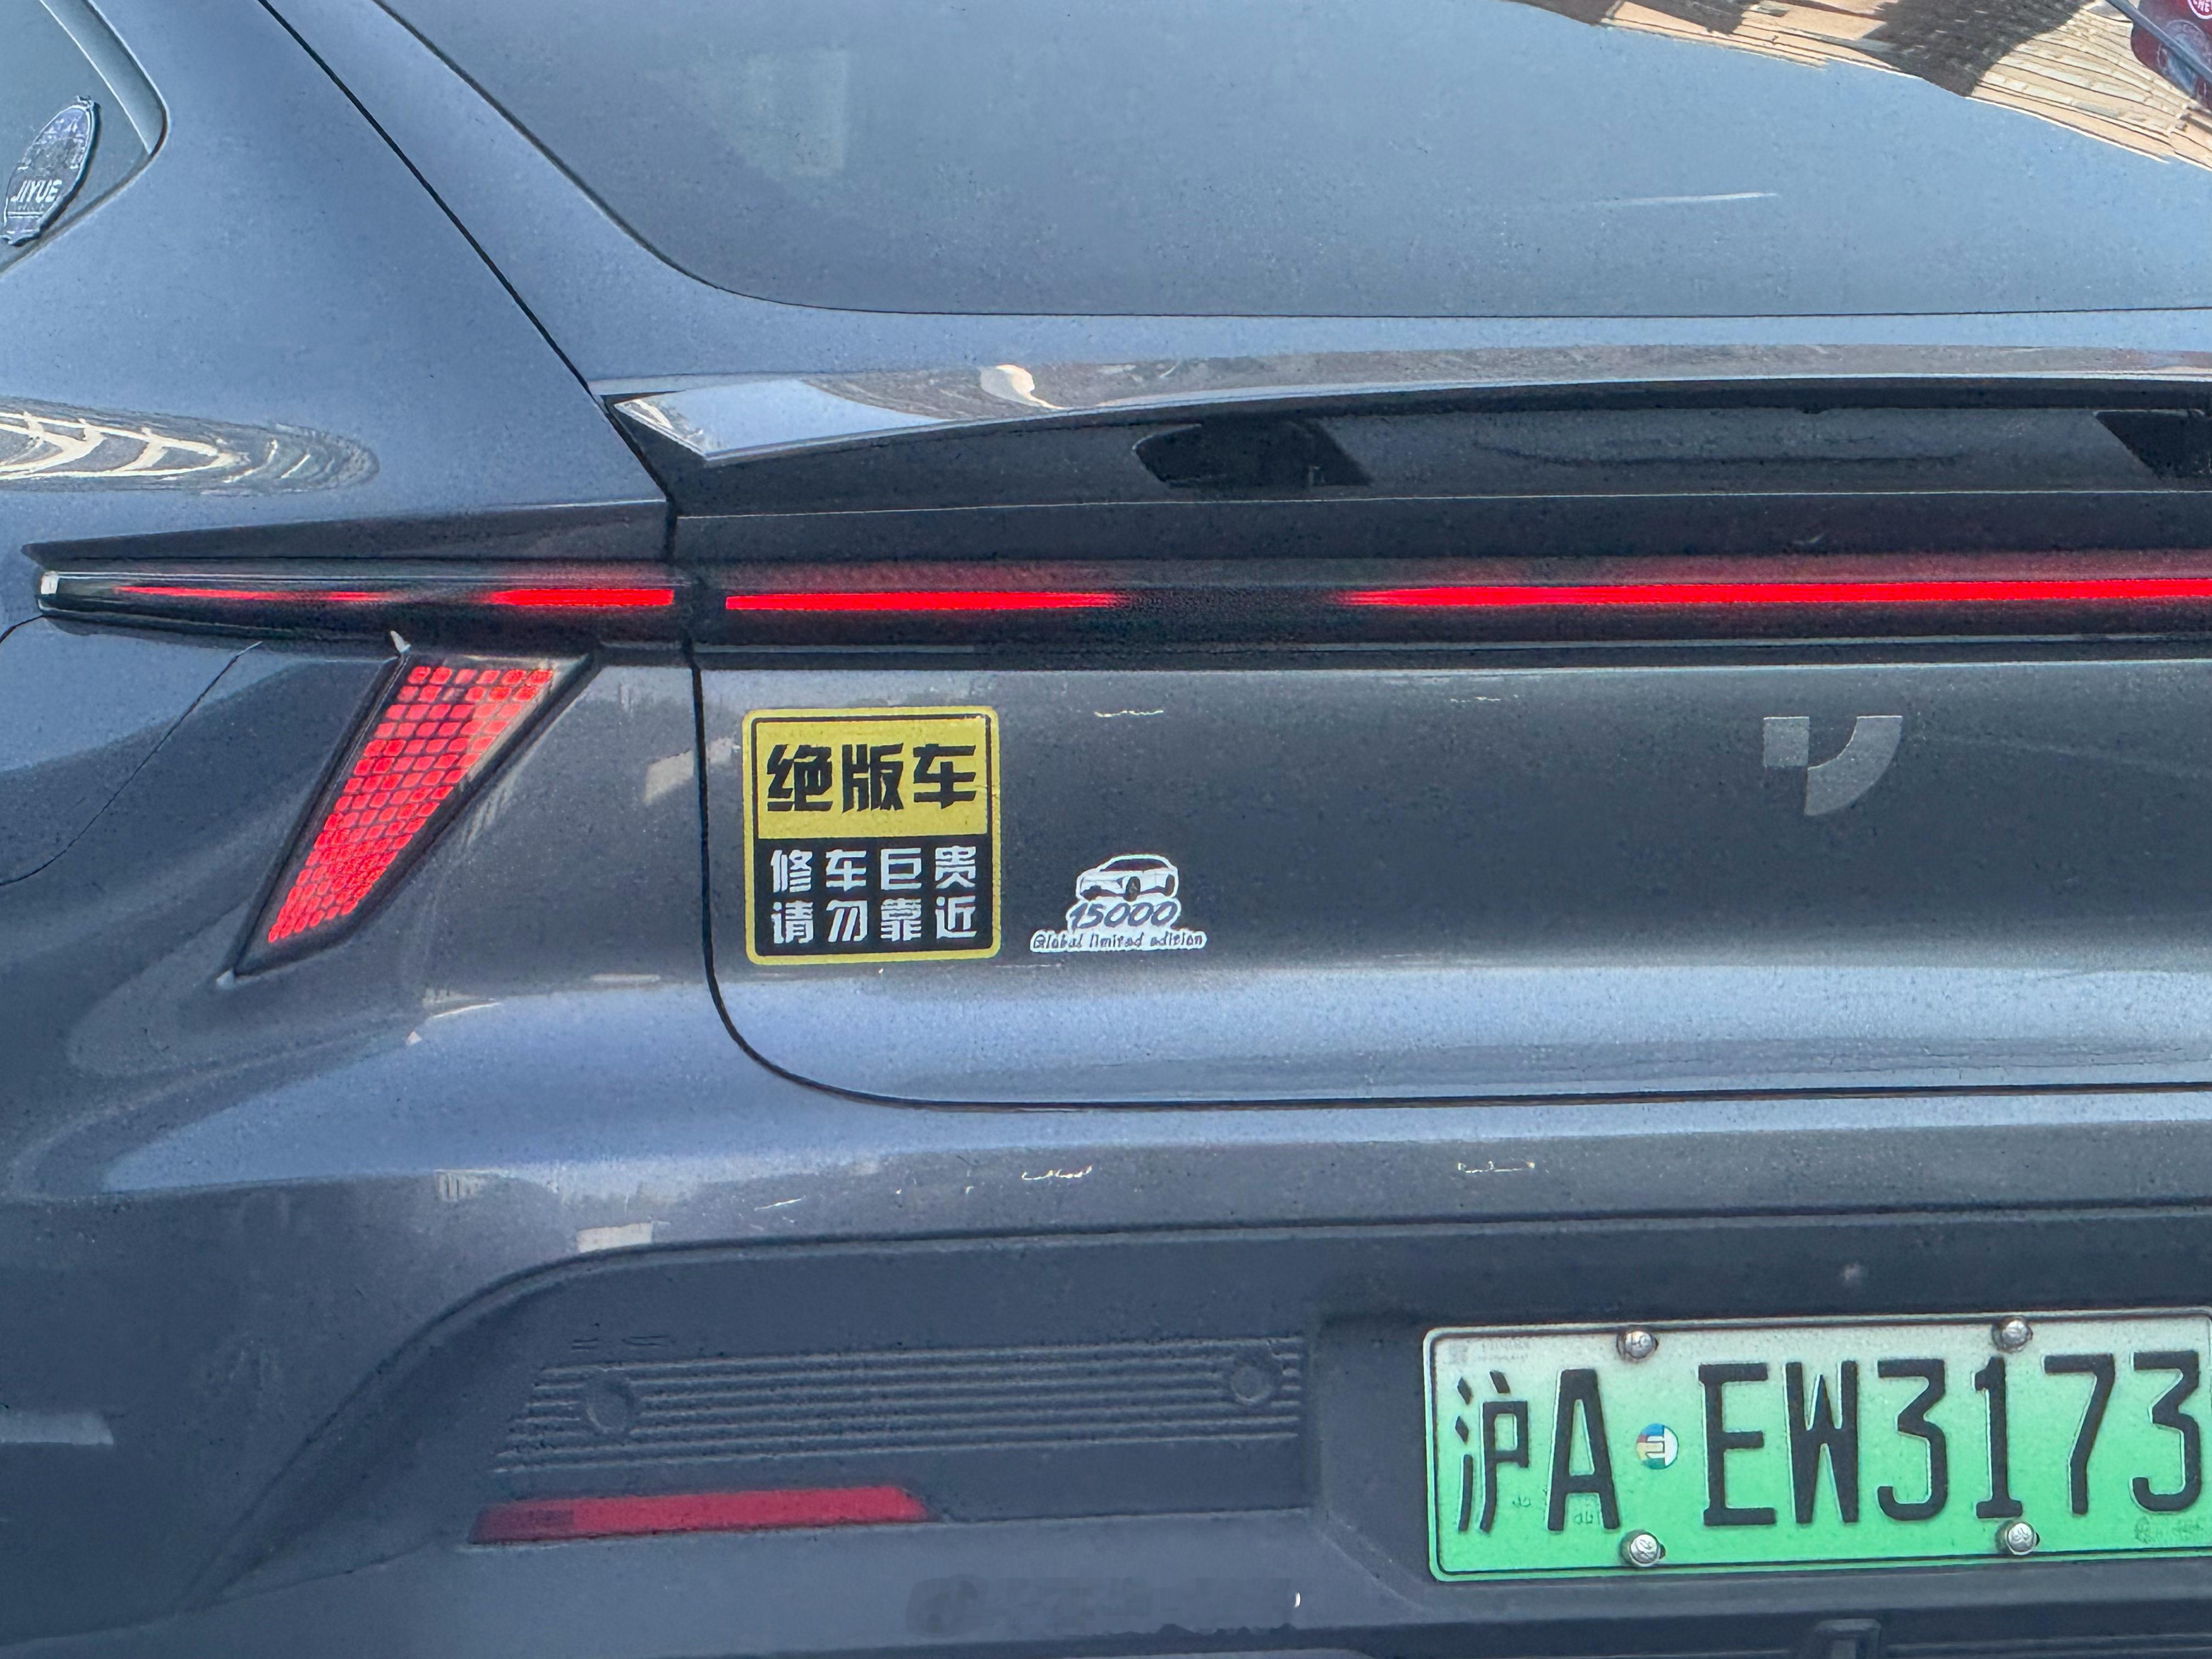 JIYUE
绝版车
修车巨贵
请勿靠近
15000
Global limited edition
沪A·EW3173